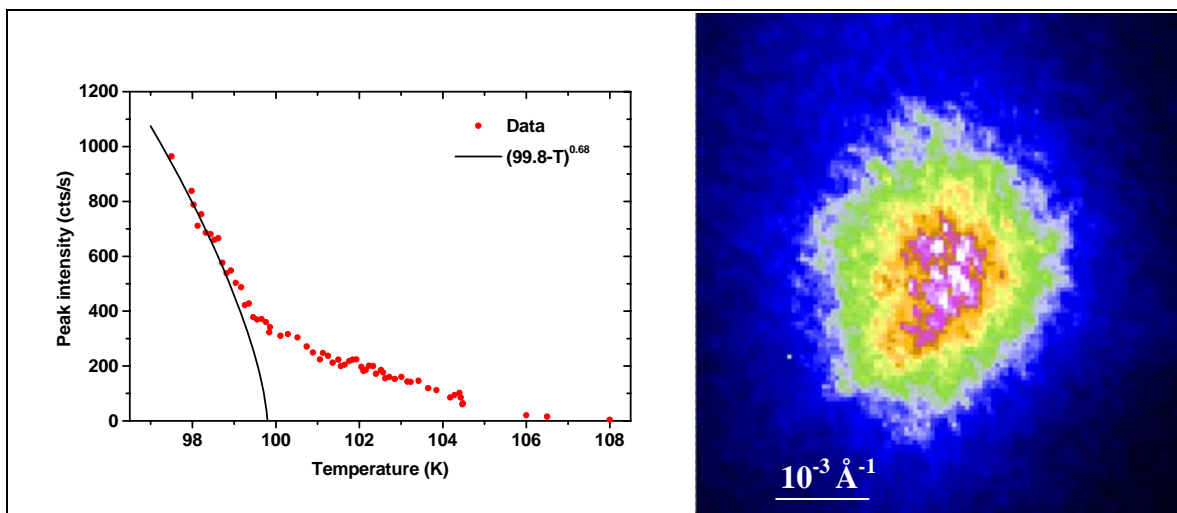 1200
1000
800
600
400
200
0
Peak intensity (cts/s)
Data
(99.8-T)^0.68
98 100 102 104 106 108
Temperature (K)
10^-3 Å^-1